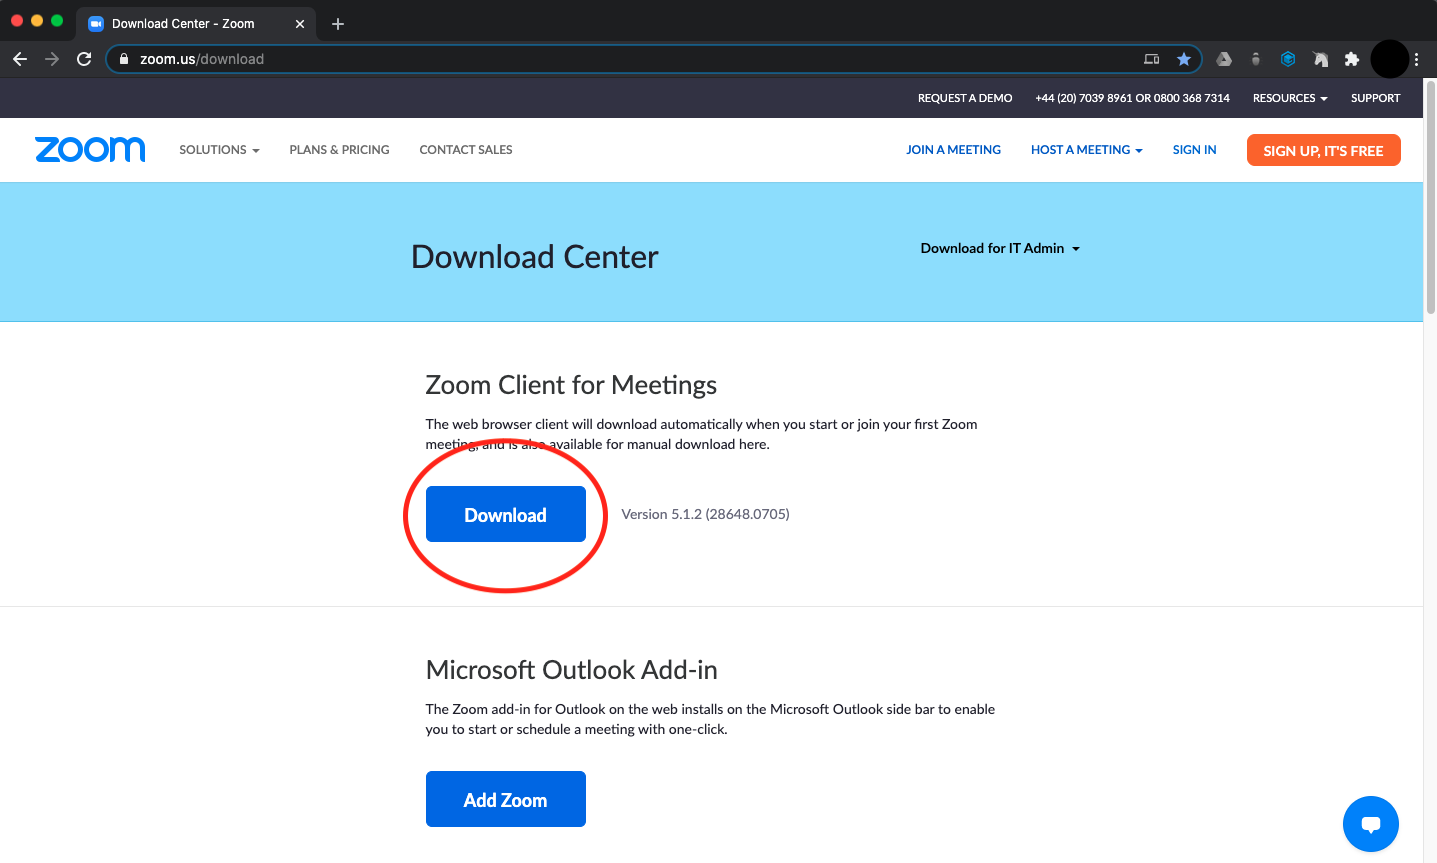 Download Center - Zoom
zoom.us/download
REQUEST A DEMO +44 (20) 7039 8961 OR 0800 368 7314 RESOURCES SUPPORT
zoom SOLUTIONS PLANS & PRICING CONTACT SALES JOIN A MEETING HOST A MEETING SIGN IN SIGN UP, IT'S FREE
Download Center
Download for IT Admin
Zoom Client for Meetings
The web browser client will download automatically when you start or join your first Zoom
meeting, and is also available for manual download here.
Download Version 5.1.2 (28648.0705)
Microsoft Outlook Add-in
The Zoom add-in for Outlook on the web installs on the Microsoft Outlook side bar to enable
you to start or schedule a meeting with one-click.
Add Zoom